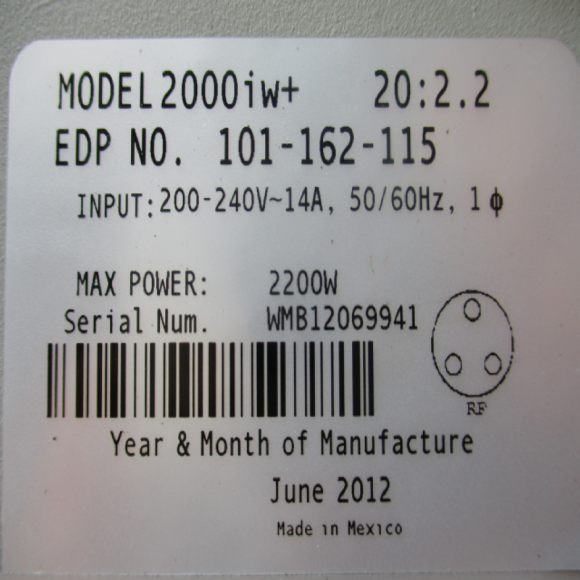 MODEL 2000iw+ 20:2.2
EDP NO. 101-162-115
INPUT: 200-240V~14A, 50/60Hz, 1ϕ
MAX POWER: 2200W
Serial Num. WMB12069941
RF
Year & Month of Manufacture
June 2012
Made in Mexico